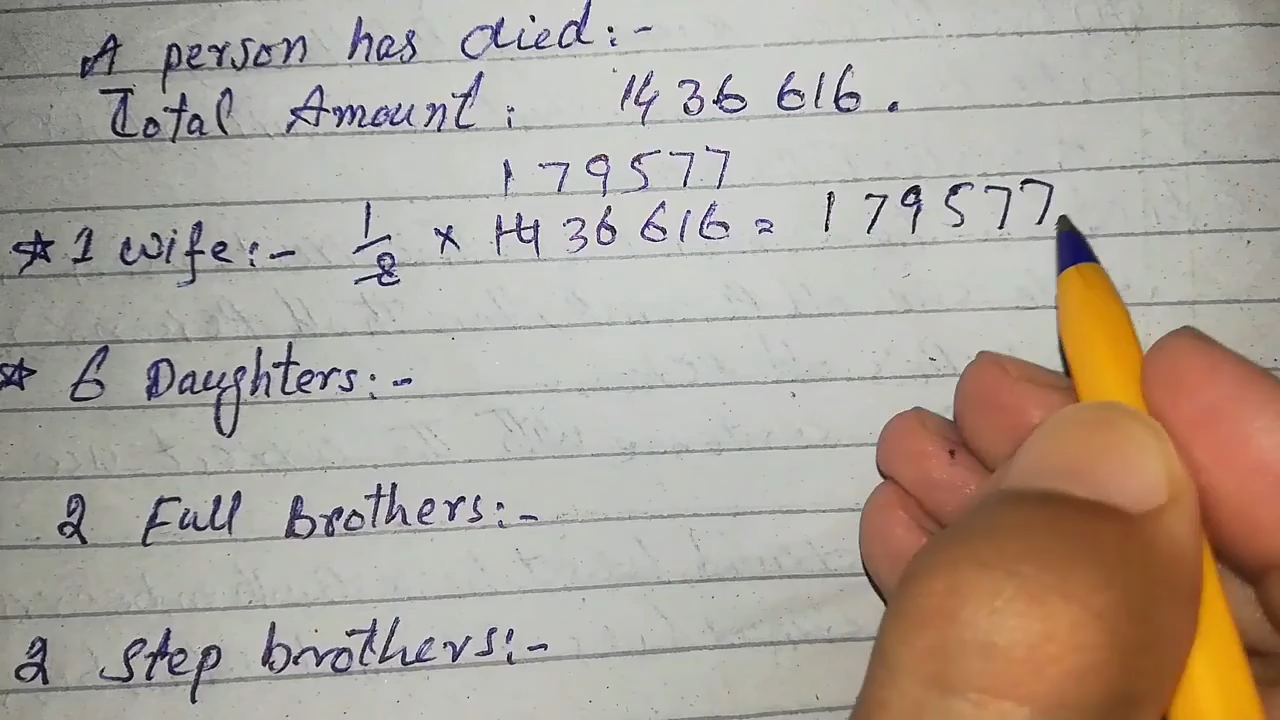 A person has died:-
Total Amount: 1436616.
179577
☆ 1 wife:- 1/8 × 1436616 = 179577
☆ 6 Daughters:-
2 Full Brothers:-
2 Step brothers:-